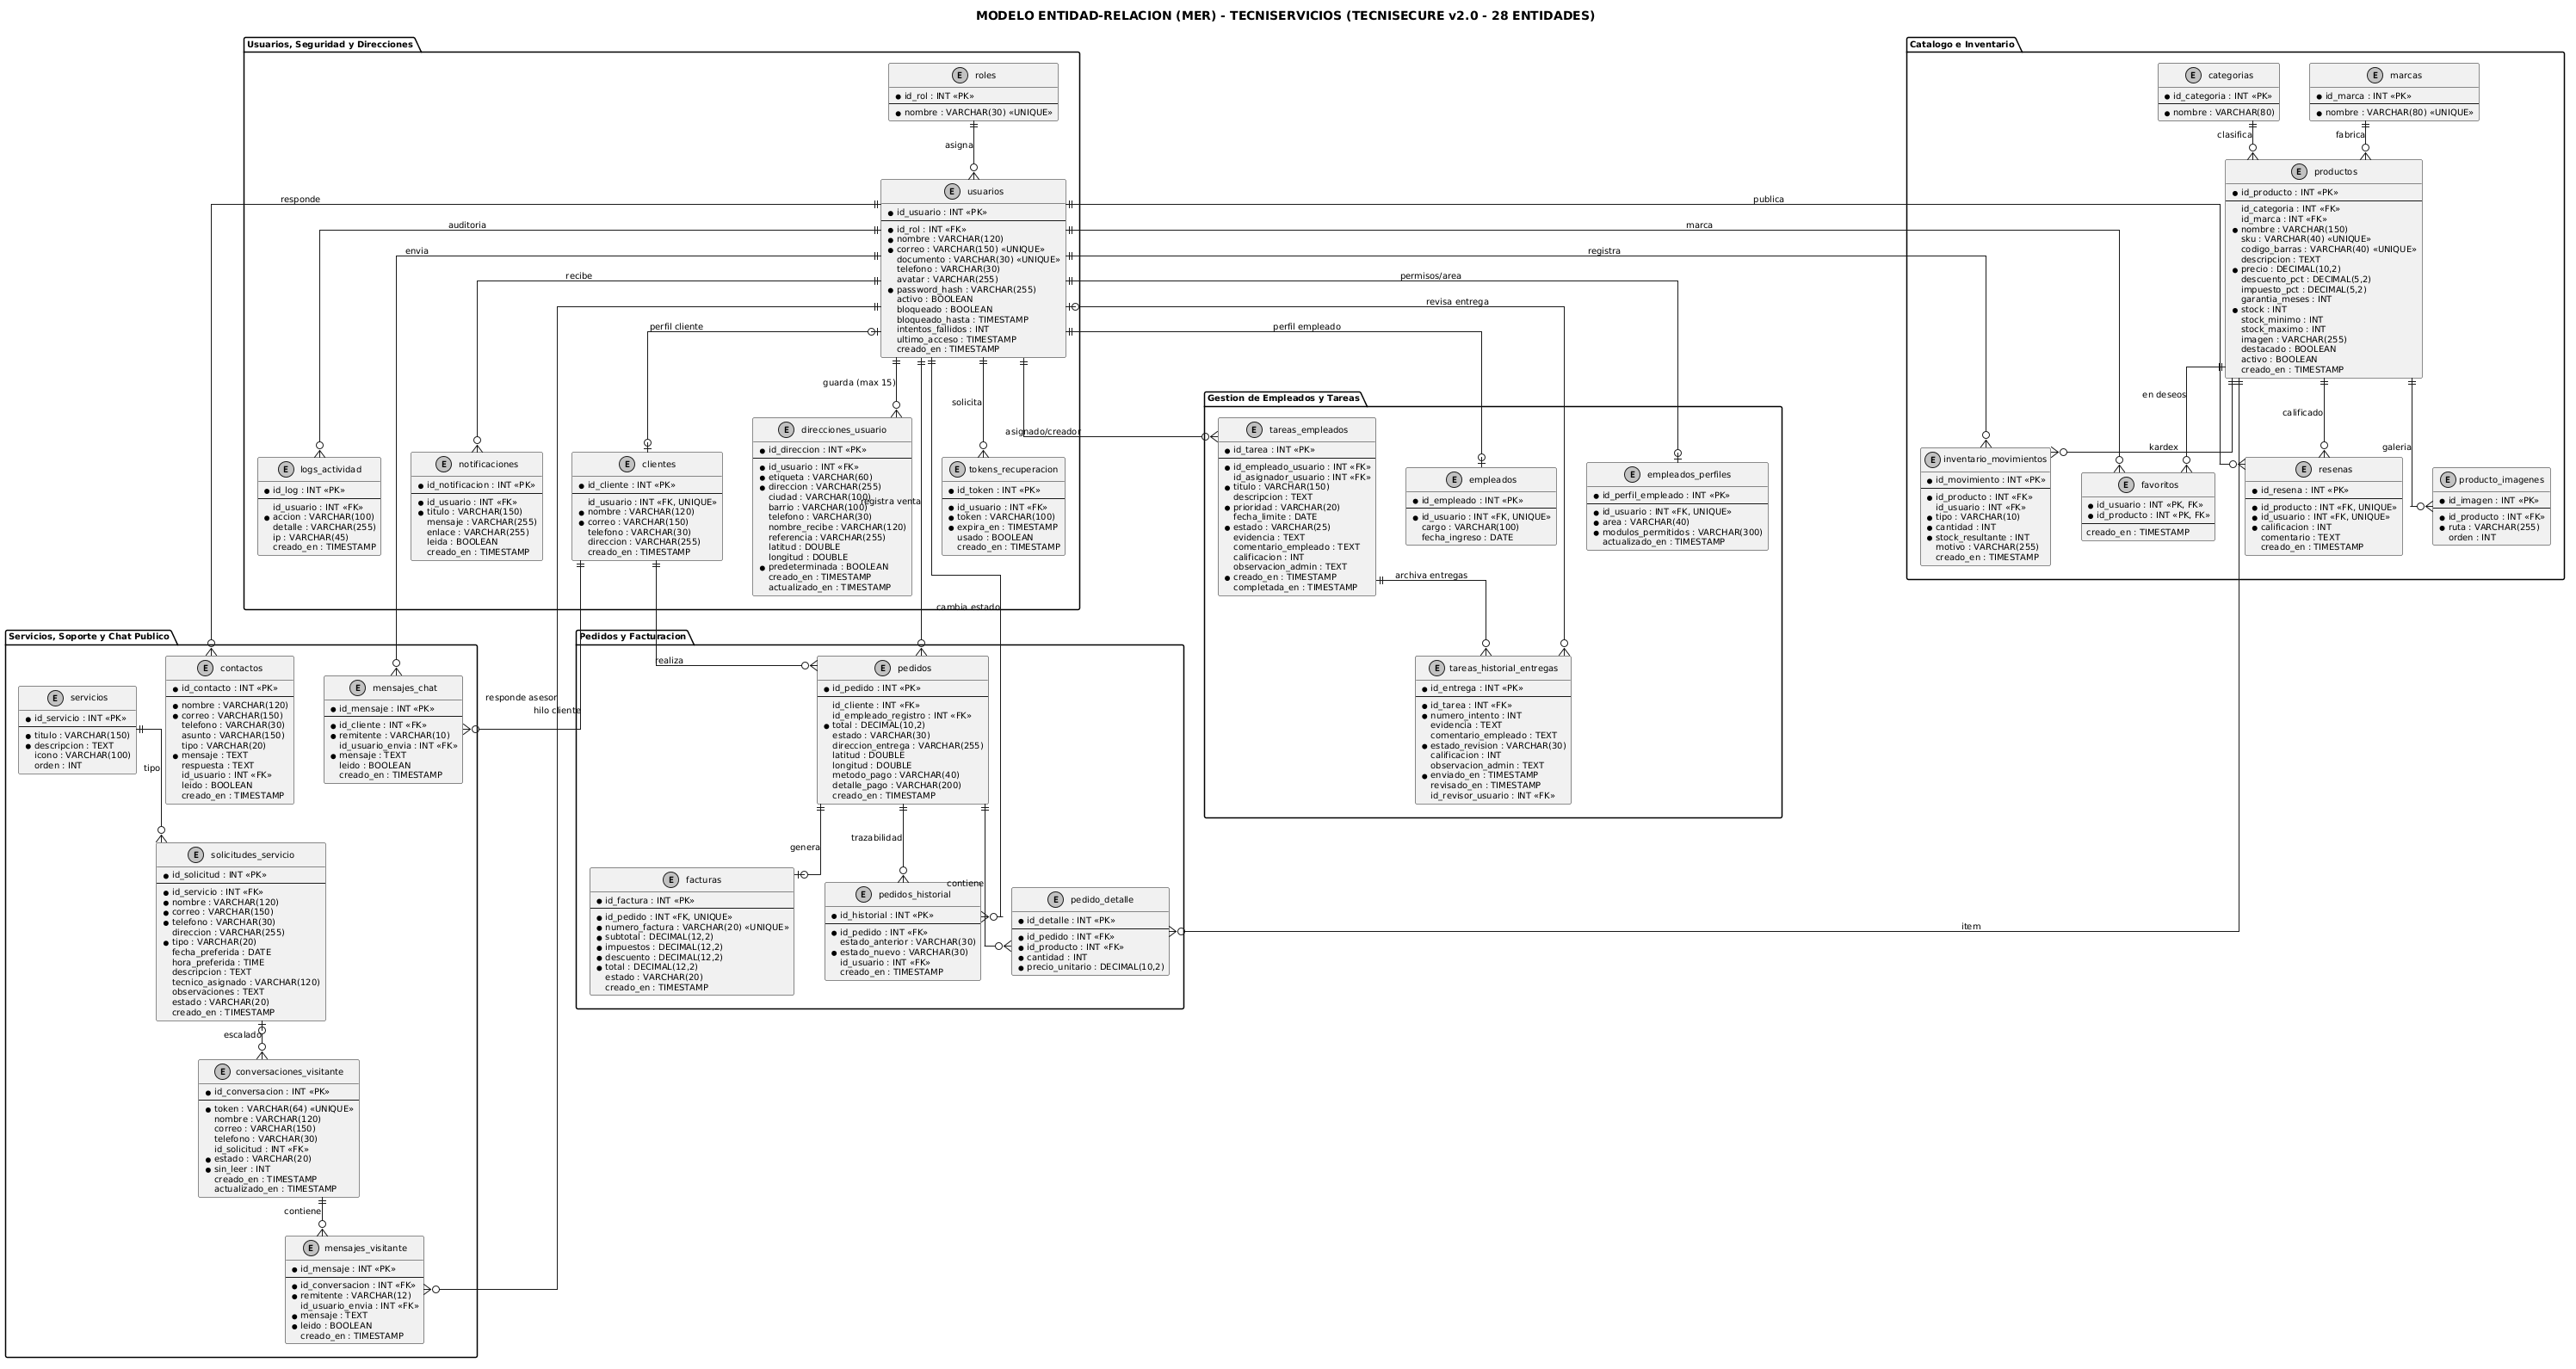 MODELO ENTIDAD-RELACION (MER) - TECNISERVICIOS (TECNISECURE v2.0 - 28 ENTIDADES)
Usuarios, Seguridad y Direcciones
E roles
id_rol : INT «PK»
nombre : VARCHAR(30) «UNIQUE»
asigna
E usuarios
id_usuario : INT «PK»
id_rol : INT «FK»
nombre : VARCHAR(120)
correo : VARCHAR(150) «UNIQUE»
documento : VARCHAR(30) «UNIQUE»
telefono : VARCHAR(30)
avatar : VARCHAR(255)
password_hash : VARCHAR(255)
activo : BOOLEAN
bloqueado : BOOLEAN
bloqueado_hasta : TIMESTAMP
intentos_fallidos : INT
ultimo_acceso : TIMESTAMP
creado_en : TIMESTAMP
responde
auditoria
envia
recibe
perfil cliente
guarda (max 15)
solicita
asignado/creador
publica
marca
registra
permisos/area
revisa entrega
perfil empleado
E logs_actividad
id_log : INT «PK»
id_usuario : INT «FK»
accion : VARCHAR(100)
detalle : VARCHAR(255)
ip : VARCHAR(45)
creado_en : TIMESTAMP
E notificaciones
id_notificacion : INT «PK»
id_usuario : INT «FK»
titulo : VARCHAR(150)
mensaje : VARCHAR(255)
enlace : VARCHAR(255)
leida : BOOLEAN
creado_en : TIMESTAMP
E clientes
id_cliente : INT «PK»
id_usuario : INT «FK, UNIQUE»
nombre : VARCHAR(120)
correo : VARCHAR(150)
telefono : VARCHAR(30)
direccion : VARCHAR(255)
creado_en : TIMESTAMP
E direcciones_usuario
id_direccion : INT «PK»
id_usuario : INT «FK»
etiqueta : VARCHAR(60)
direccion : VARCHAR(255)
ciudad : VARCHAR(100)
barrio : VARCHAR(100)
telefono : VARCHAR(30)
nombre_recibe : VARCHAR(120)
referencia : VARCHAR(255)
latitud : DOUBLE
longitud : DOUBLE
predeterminada : BOOLEAN
creado_en : TIMESTAMP
actualizado_en : TIMESTAMP
registra venta
E tokens_recuperacion
id_token : INT «PK»
id_usuario : INT «FK»
token : VARCHAR(100)
expira_en : TIMESTAMP
usado : BOOLEAN
creado_en : TIMESTAMP
cambia estado
Catalogo e Inventario
E categorias
id_categoria : INT «PK»
nombre : VARCHAR(80)
E marcas
id_marca : INT «PK»
nombre : VARCHAR(80) «UNIQUE»
clasifica
fabrica
E productos
id_producto : INT «PK»
id_categoria : INT «FK»
id_marca : INT «FK»
nombre : VARCHAR(150)
sku : VARCHAR(40) «UNIQUE»
codigo_barras : VARCHAR(40) «UNIQUE»
descripcion : TEXT
precio : DECIMAL(10,2)
descuento_pct : DECIMAL(5,2)
impuesto_pct : DECIMAL(5,2)
garantia_meses : INT
stock : INT
stock_minimo : INT
stock_maximo : INT
imagen : VARCHAR(255)
destacado : BOOLEAN
activo : BOOLEAN
creado_en : TIMESTAMP
en deseos
calificado
kardex
galeria
E inventario_movimientos
id_movimiento : INT «PK»
id_producto : INT «FK»
id_usuario : INT «FK»
tipo : VARCHAR(10)
cantidad : INT
stock_resultante : INT
motivo : VARCHAR(255)
creado_en : TIMESTAMP
E favoritos
id_usuario : INT «PK, FK»
id_producto : INT «PK, FK»
creado_en : TIMESTAMP
E resenas
id_resena : INT «PK»
id_producto : INT «FK, UNIQUE»
id_usuario : INT «FK, UNIQUE»
calificacion : INT
comentario : TEXT
creado_en : TIMESTAMP
E producto_imagenes
id_imagen : INT «PK»
id_producto : INT «FK»
ruta : VARCHAR(255)
orden : INT
Gestion de Empleados y Tareas
E tareas_empleados
id_tarea : INT «PK»
id_empleado_usuario : INT «FK»
id_asignador_usuario : INT «FK»
titulo : VARCHAR(150)
descripcion : TEXT
prioridad : VARCHAR(20)
fecha_limite : DATE
estado : VARCHAR(25)
evidencia : TEXT
comentario_empleado : TEXT
calificacion : INT
observacion_admin : TEXT
creado_en : TIMESTAMP
completada_en : TIMESTAMP
E empleados
id_empleado : INT «PK»
id_usuario : INT «FK, UNIQUE»
cargo : VARCHAR(100)
fecha_ingreso : DATE
E empleados_perfiles
id_perfil_empleado : INT «PK»
id_usuario : INT «FK, UNIQUE»
area : VARCHAR(40)
modulos_permitidos : VARCHAR(300)
actualizado_en : TIMESTAMP
archiva entregas
E tareas_historial_entregas
id_entrega : INT «PK»
id_tarea : INT «FK»
numero_intento : INT
evidencia : TEXT
comentario_empleado : TEXT
estado_revision : VARCHAR(30)
calificacion : INT
observacion_admin : TEXT
enviado_en : TIMESTAMP
revisado_en : TIMESTAMP
id_revisor_usuario : INT «FK»
Servicios, Soporte y Chat Publico
E servicios
id_servicio : INT «PK»
titulo : VARCHAR(150)
descripcion : TEXT
icono : VARCHAR(100)
orden : INT
E contactos
id_contacto : INT «PK»
nombre : VARCHAR(120)
correo : VARCHAR(150)
telefono : VARCHAR(30)
asunto : VARCHAR(150)
tipo : VARCHAR(20)
mensaje : TEXT
respuesta : TEXT
id_usuario : INT «FK»
leido : BOOLEAN
creado_en : TIMESTAMP
E mensajes_chat
id_mensaje : INT «PK»
id_cliente : INT «FK»
remitente : VARCHAR(10)
id_usuario_envia : INT «FK»
mensaje : TEXT
leido : BOOLEAN
creado_en : TIMESTAMP
responde asesor
hilo cliente
tipo
E solicitudes_servicio
id_solicitud : INT «PK»
id_servicio : INT «FK»
nombre : VARCHAR(120)
correo : VARCHAR(150)
telefono : VARCHAR(30)
direccion : VARCHAR(255)
tipo : VARCHAR(20)
fecha_preferida : DATE
hora_preferida : TIME
descripcion : TEXT
tecnico_asignado : VARCHAR(120)
observaciones : TEXT
estado : VARCHAR(20)
creado_en : TIMESTAMP
escalado
E conversaciones_visitante
id_conversacion : INT «PK»
token : VARCHAR(64) «UNIQUE»
nombre : VARCHAR(120)
correo : VARCHAR(150)
telefono : VARCHAR(30)
id_solicitud : INT «FK»
estado : VARCHAR(20)
sin_leer : INT
creado_en : TIMESTAMP
actualizado_en : TIMESTAMP
contiene
E mensajes_visitante
id_mensaje : INT «PK»
id_conversacion : INT «FK»
remitente : VARCHAR(12)
id_usuario_envia : INT «FK»
mensaje : TEXT
leido : BOOLEAN
creado_en : TIMESTAMP
Pedidos y Facturacion
realiza
E pedidos
id_pedido : INT «PK»
id_cliente : INT «FK»
id_empleado_registro : INT «FK»
total : DECIMAL(10,2)
estado : VARCHAR(30)
direccion_entrega : VARCHAR(255)
latitud : DOUBLE
longitud : DOUBLE
metodo_pago : VARCHAR(40)
detalle_pago : VARCHAR(200)
creado_en : TIMESTAMP
genera
trazabilidad
contiene
E facturas
id_factura : INT «PK»
id_pedido : INT «FK, UNIQUE»
numero_factura : VARCHAR(20) «UNIQUE»
subtotal : DECIMAL(12,2)
impuestos : DECIMAL(12,2)
descuento : DECIMAL(12,2)
total : DECIMAL(12,2)
estado : VARCHAR(20)
creado_en : TIMESTAMP
E pedidos_historial
id_historial : INT «PK»
id_pedido : INT «FK»
estado_anterior : VARCHAR(30)
estado_nuevo : VARCHAR(30)
id_usuario : INT «FK»
creado_en : TIMESTAMP
E pedido_detalle
id_detalle : INT «PK»
id_pedido : INT «FK»
id_producto : INT «FK»
cantidad : INT
precio_unitario : DECIMAL(10,2)
item